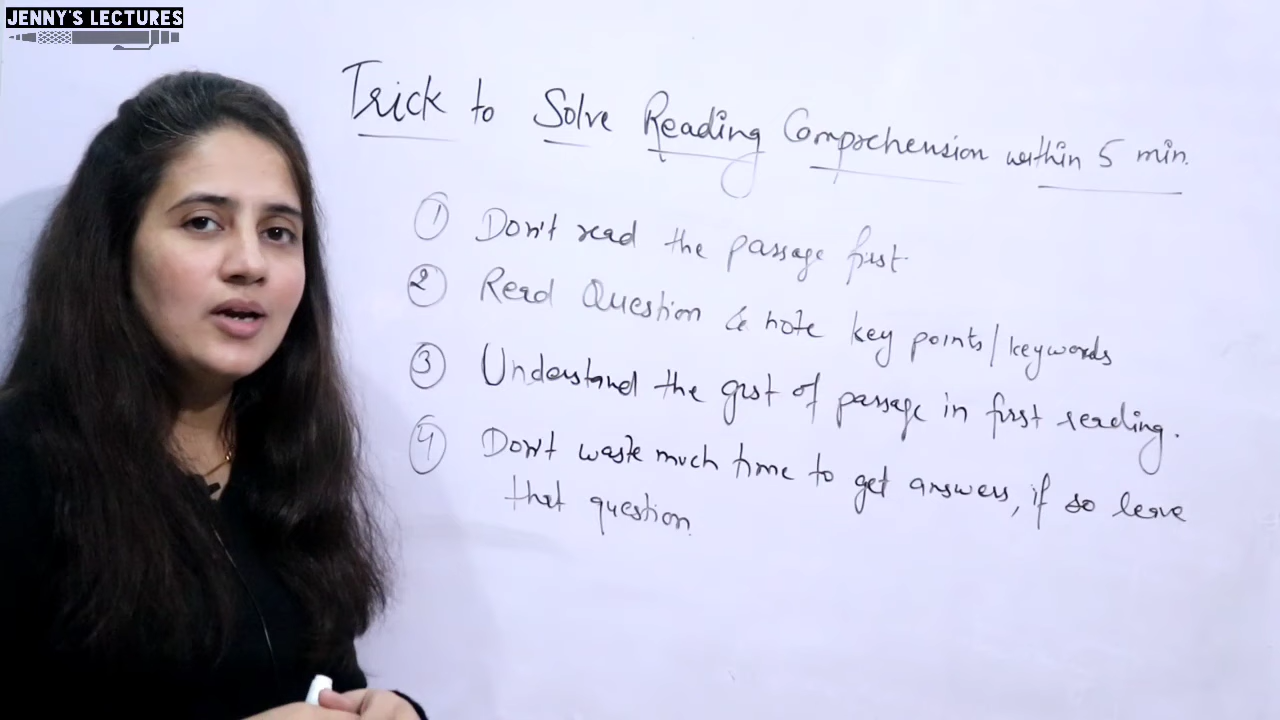 JENNY'S LECTURES
Trick to Solve Reading Comprehension within 5 min.
1 Don't read the passage first.
2 Read Question & note key points/keywords
3 Understand the gist of passage in first reading.
4 Don't waste much time to get answers, if so leave
that question.